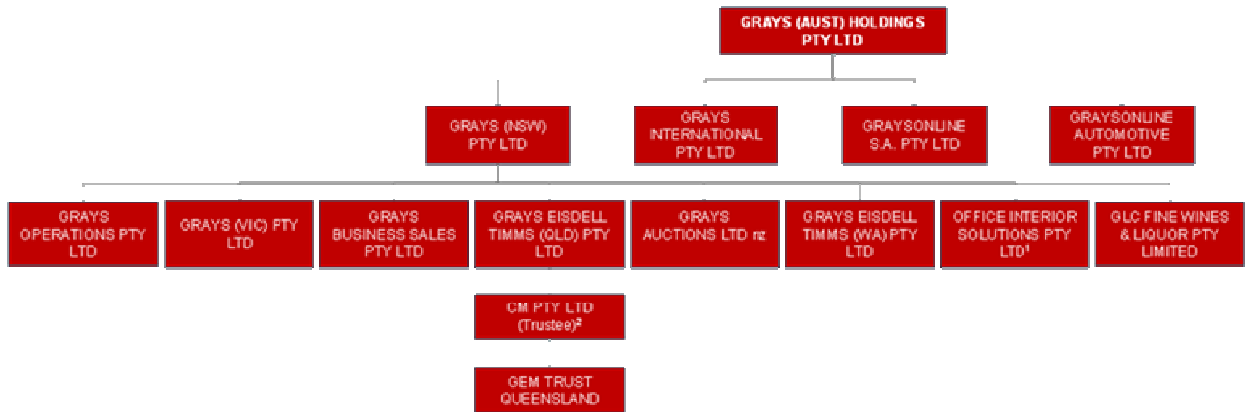 GRAYS (AUST) HOLDINGS
PTY LTD
GRAYS (NSW)
PTY LTD
GRAYS
INTERNATIONAL
PTY LTD
GRAYSONLINE
S.A. PTY LTD
GRAYSONLINE
AUTOMOTIVE
PTY LTD
GRAYS
OPERATIONS PTY
LTD
GRAYS (VIC) PTY
LTD
GRAYS
BUSINESS SALES
PTY LTD
GRAYS EISDELL
TIMMS (QLD) PTY
LTD
GRAYS
AUCTIONS LTD nz
GRAYS EISDELL
TIMMS (WA) PTY
LTD
OFFICE INTERIOR
SOLUTIONS PTY
LTD¹
GLC FINE WINES
& LIQUOR PTY
LIMITED
CM PTY LTD
(Trustee)²
GEM TRUST
QUEENSLAND